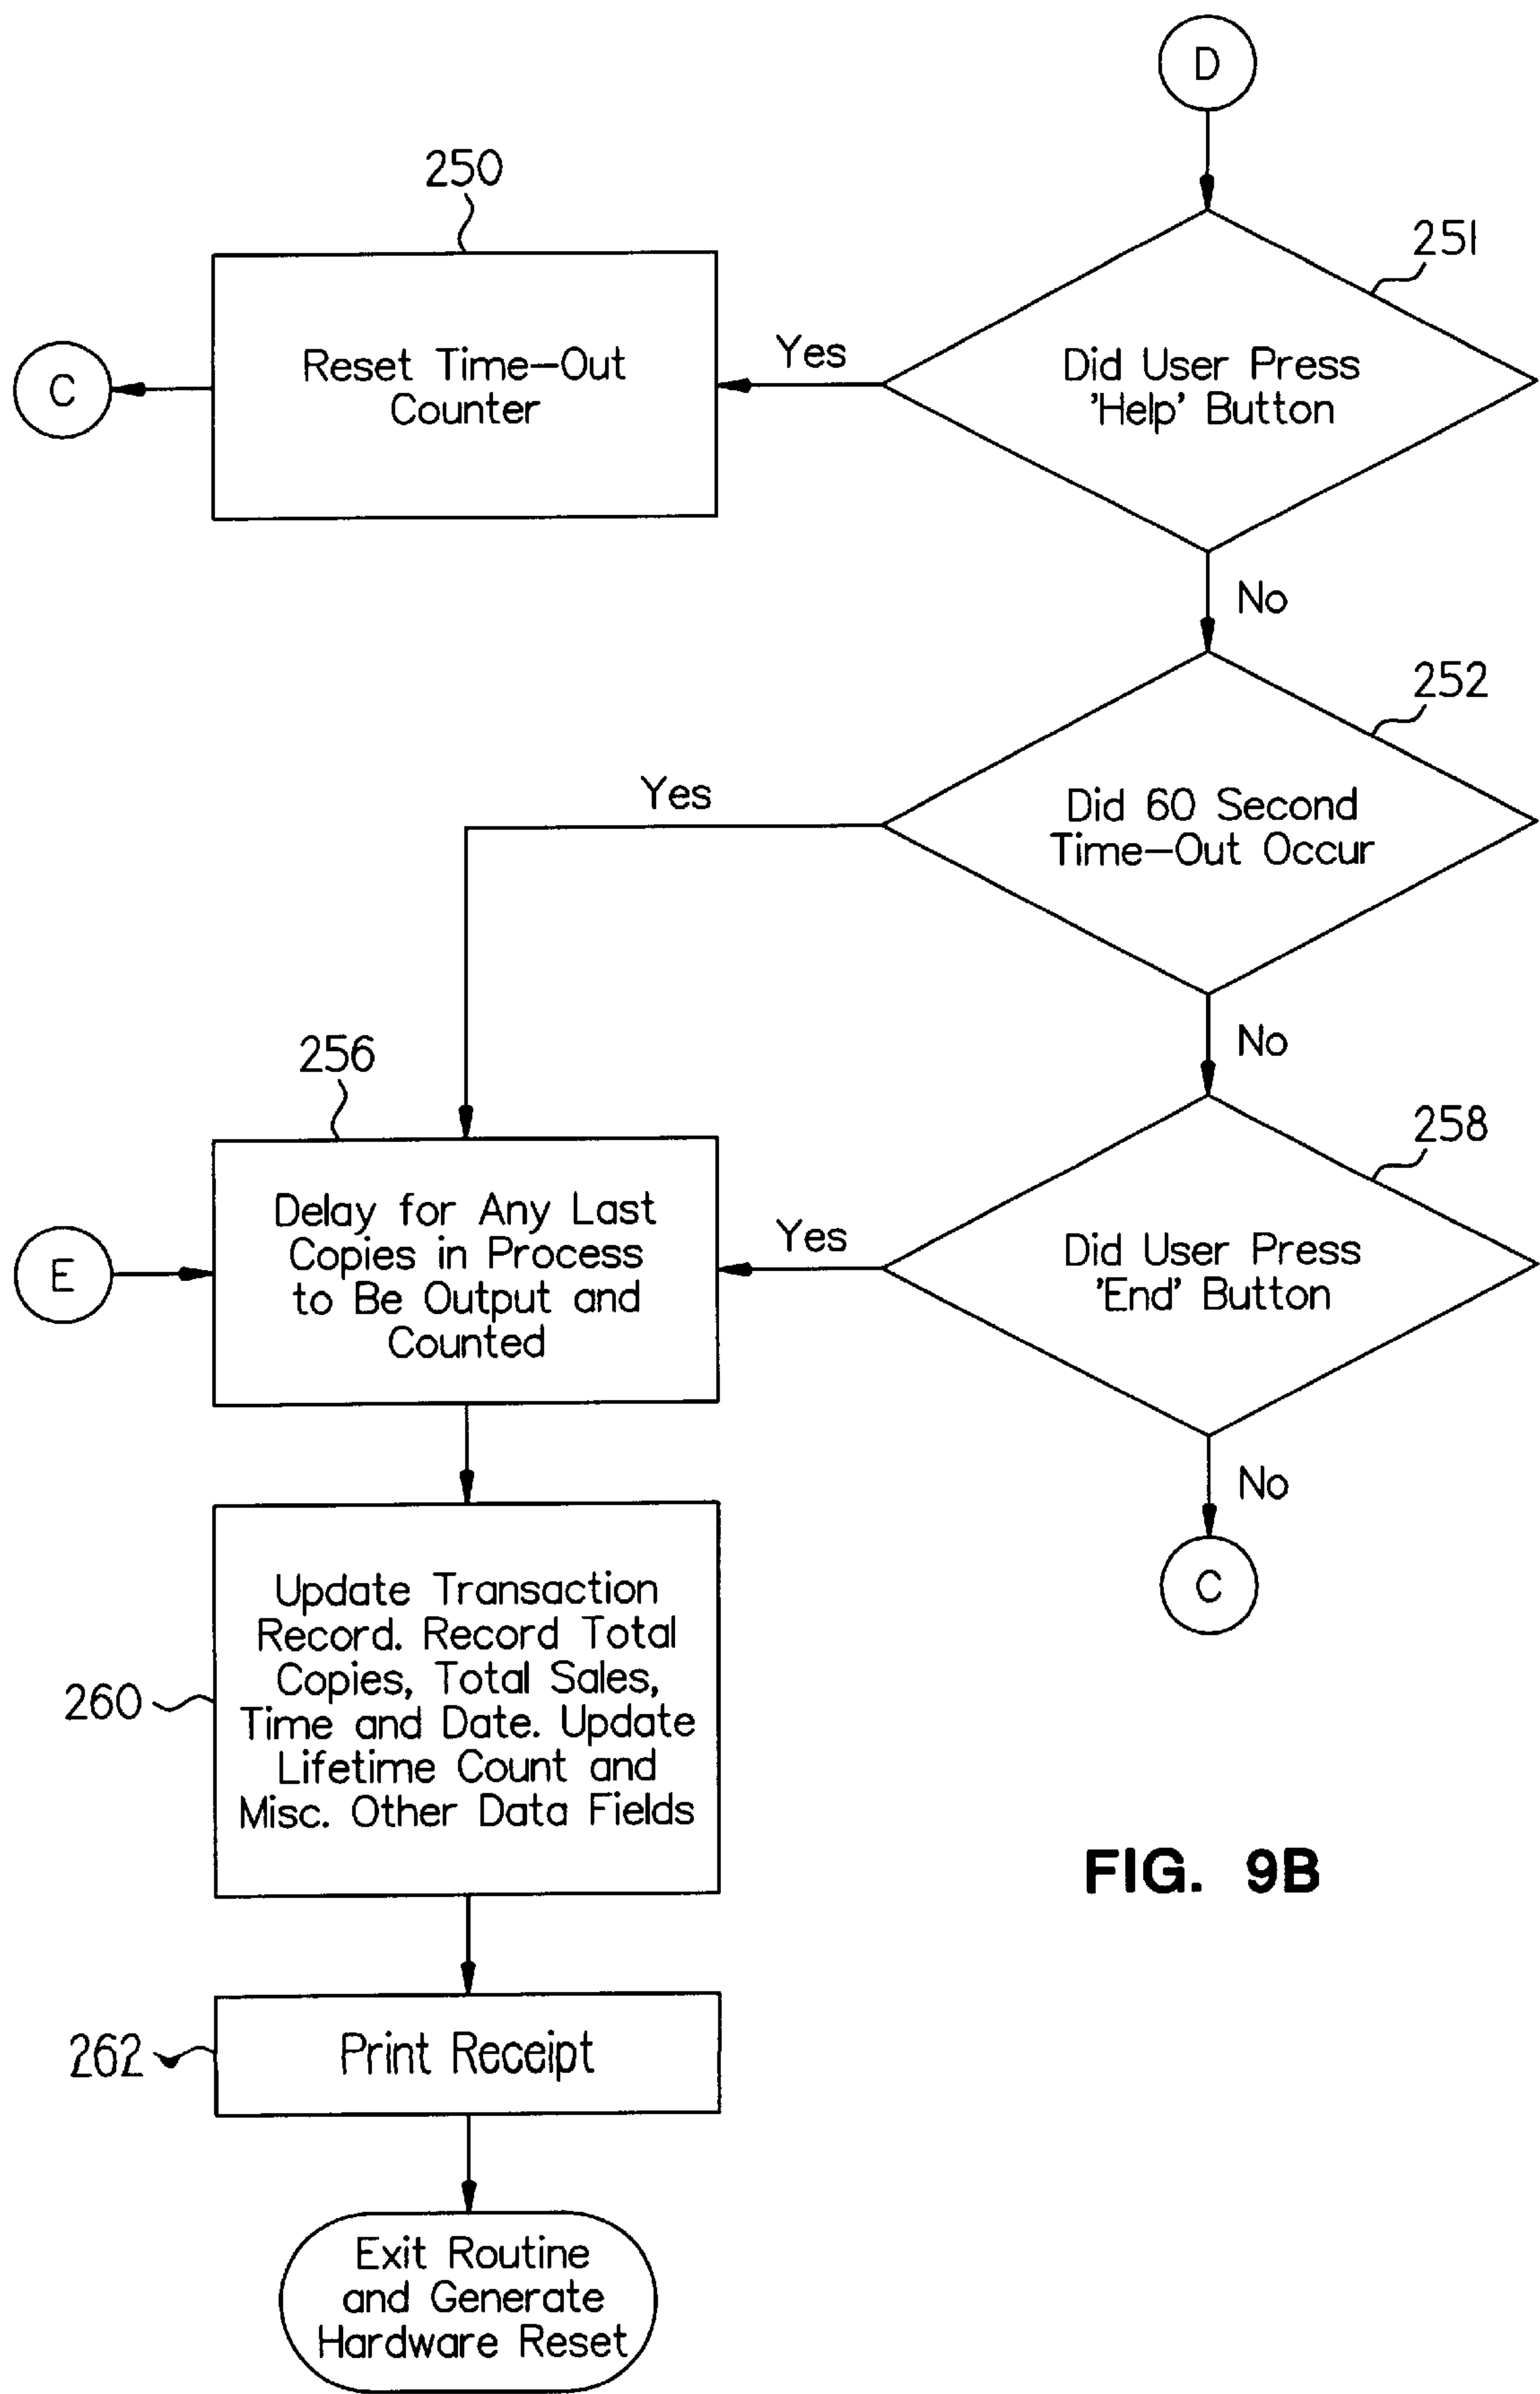 D
250
251
Reset Time-Out
Counter
C
Yes
Did User Press
'Help' Button
No
252
Yes
Did 60 Second
Time-Out Occur
No
256
258
Delay for Any Last
Copies in Process
to Be Output and
Counted
E
Yes
Did User Press
'End' Button
No
C
260
Update Transaction
Record. Record Total
Copies, Total Sales,
Time and Date. Update
Lifetime Count and
Misc. Other Data Fields
FIG. 9B
262
Print Receipt
Exit Routine
and Generate
Hardware Reset